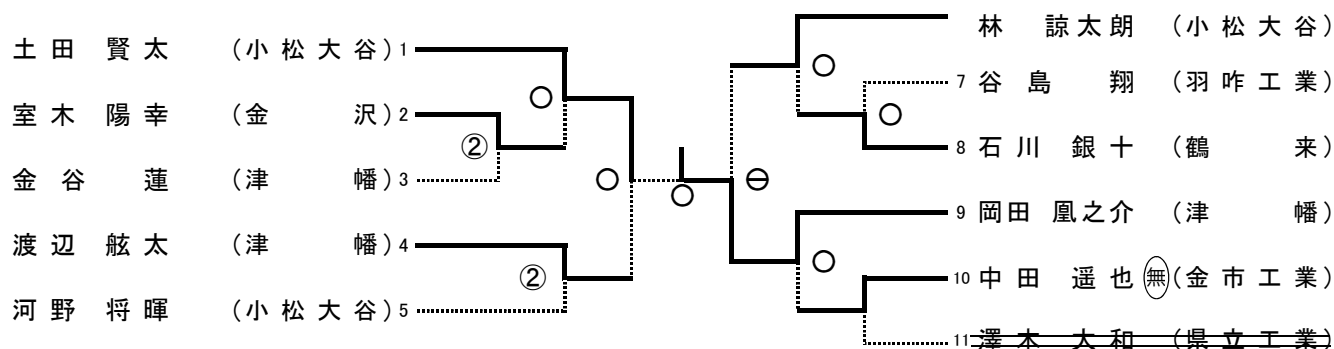 土田 賢太 (小松大谷) 1
室木 陽幸 (金沢) 2
②
金谷 蓮 (津幡) 3
渡辺 舷太 (津幡) 4
②
河野 将暉 (小松大谷) 5
林 諒太朗 (小松大谷)
7 谷島 翔 (羽咋工業)
8 石川 銀十 (鶴来)
9 岡田 凰之介 (津幡)
10 中田 遥也 無 (金市工業)
11 澤木 大和 (県立工業)